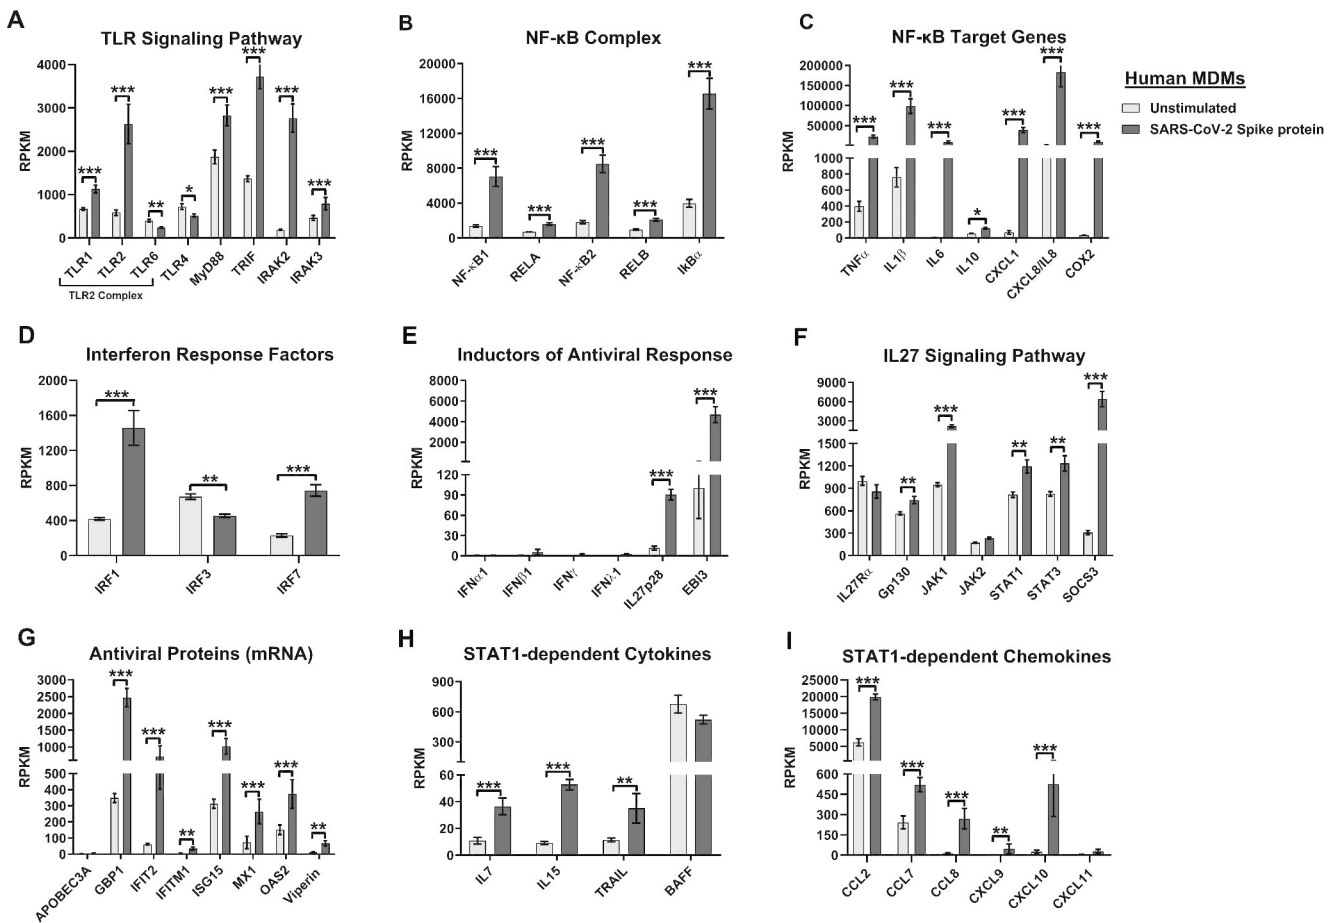 A
TLR Signaling Pathway
RPKM
4000
3000
2000
1000
0
***
***
**
*
***
***
***
***
TLR1
TLR2
TLR6
TLR4
MyD88
TRIF
IRAK2
IRAK3
TLR2 Complex
B
NF-κB Complex
RPKM
20000
16000
12000
8000
4000
0
***
***
***
***
***
NF-κB1
RELA
NF-κB2
RELB
IkBα
C
NF-κB Target Genes
RPKM
200000
150000
100000
50000
1000
800
600
400
200
0
***
***
***
*
***
***
***
TNFα
IL1β
IL6
IL10
CXCL1
CXCL8/IL8
COX2
Human MDMs
Unstimulated
SARS-CoV-2 Spike protein
D
Interferon Response Factors
RPKM
2000
1600
1200
800
400
0
***
**
***
IRF1
IRF3
IRF7
E
Inductors of Antiviral Response
RPKM
8000
6000
4000
2000
120
90
60
30
0
***
***
IFNα1
IFNβ1
IFNγ
IFNλ1
IL27p28
EBI3
F
IL27 Signaling Pathway
RPKM
9000
6000
3000
1500
1200
900
600
300
0
**
***
**
**
***
IL27Rα
Gp130
JAK1
JAK2
STAT1
STAT3
SOCS3
G
Antiviral Proteins (mRNA)
RPKM
3000
2500
2000
1500
1000
500
400
300
200
100
0
***
***
**
***
***
***
**
APOBEC3A
GBP1
IFIT2
IFITM1
ISG15
MX1
OAS2
Viperin
H
STAT1-dependent Cytokines
RPKM
900
600
300
60
40
20
0
***
***
**
IL7
IL15
TRAIL
BAFF
I
STAT1-dependent Chemokines
RPKM
25000
20000
15000
10000
5000
600
450
300
150
0
***
***
***
**
***
CCL2
CCL7
CCL8
CXCL9
CXCL10
CXCL11